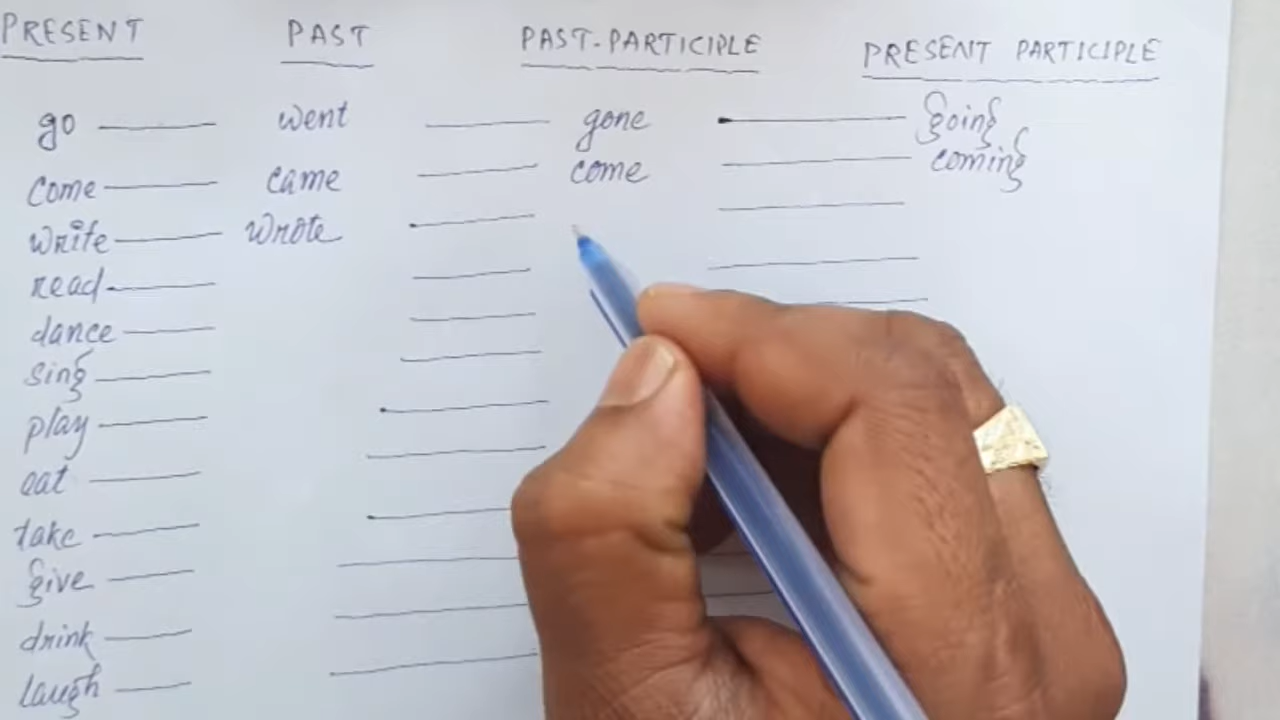 PRESENT PAST PAST-PARTICIPLE PRESENT PARTICIPLE
go went gone going
come came come coming
write wrote
read
dance
sing
play
eat
take
give
drink
laugh